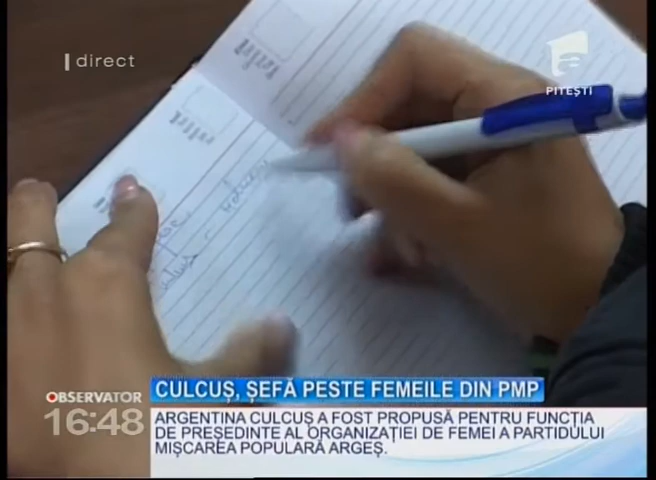 direct
PITEȘTI
CULCUȘ, ȘEFĂ PESTE FEMEILE DIN PMP
OBSERVATOR
16:48
ARGENTINA CULCUȘ A FOST PROPUSĂ PENTRU FUNCȚIA
DE PREȘEDINTE AL ORGANIZAȚIEI DE FEMEI A PARTIDULUI
MIȘCAREA POPULARĂ ARGEȘ.